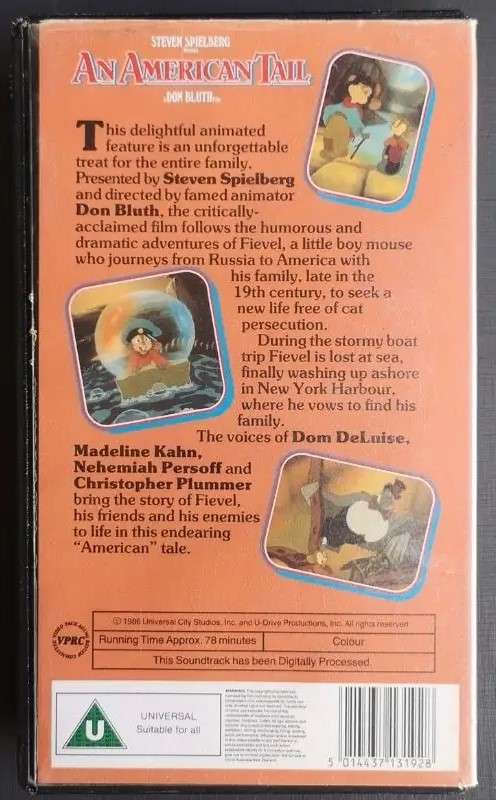 STEVEN SPIELBERG
AN AMERICAN TAIL
DON BLUTH
This delightful animated
feature is an unforgettable
treat for the entire family.
Presented by Steven Spielberg
and directed by famed animator
Don Bluth, the critically-
acclaimed film follows the humorous and
dramatic adventures of Fievel, a little boy mouse
who journeys from Russia to America with
his family, late in the
19th century, to seek a
new life free of cat
persecution.
During the stormy boat
trip Fievel is lost at sea,
finally washing up ashore
in New York Harbour,
where he vows to find his
family.
The voices of Dom DeLuise,
Madeline Kahn,
Nehemiah Persoff and
Christopher Plummer
bring the story of Fievel,
his friends and his enemies
to life in this endearing
"American" tale.
© 1986 Universal City Studios, Inc. and U-Drive Productions, Inc. All rights reserved
VPRC
Running Time Approx. 78 minutes
Colour
This Soundtrack has been Digitally Processed.
U
UNIVERSAL
Suitable for all
5 014437 131928